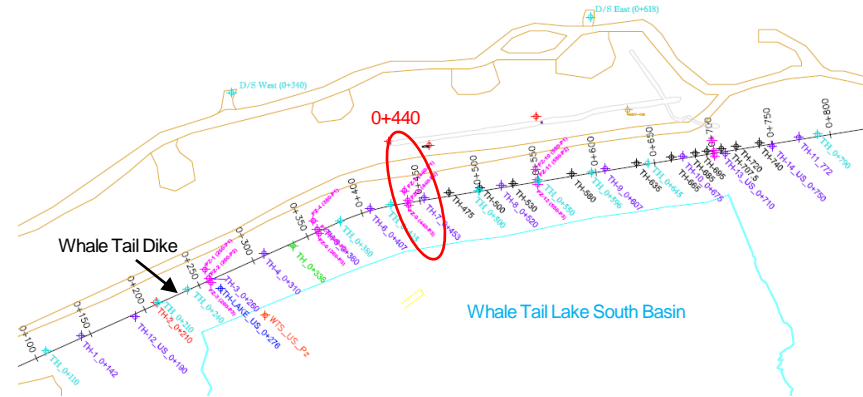 D/S East (0+618)
D/S West (0+340)
0+440
0+800
0+750
0+700
0+650
0+600
0+550
0+500
0+450
0+400
0+350
0+300
0+250
0+200
0+150
0+100
TH_0+790
TH-11_772
TH-14_US_0+750
TH-740
TH-720
TH-707.5
TH-695
TH-13_US_0+710
TH-10_0+675
TH-665
TH_0+645
TH-635
TH-9_0+607
TH_0+596
TH-580
TH_0+550
TH-530
TH-8_0+520
TH-500
TH_0+500
TH-475
TH-7_0+453
TH-6_0+407
TH_0+380
TH_0+336
TH-4_0+310
TH-3_0+260
TH-LAKE_US_0+276
WTS_US_Pz
TH_0+240
TH_0+210
TH-2_0+210
TH-12_US_0+190
TH-1_0+142
TH_0+110
Whale Tail Dike
Whale Tail Lake South Basin